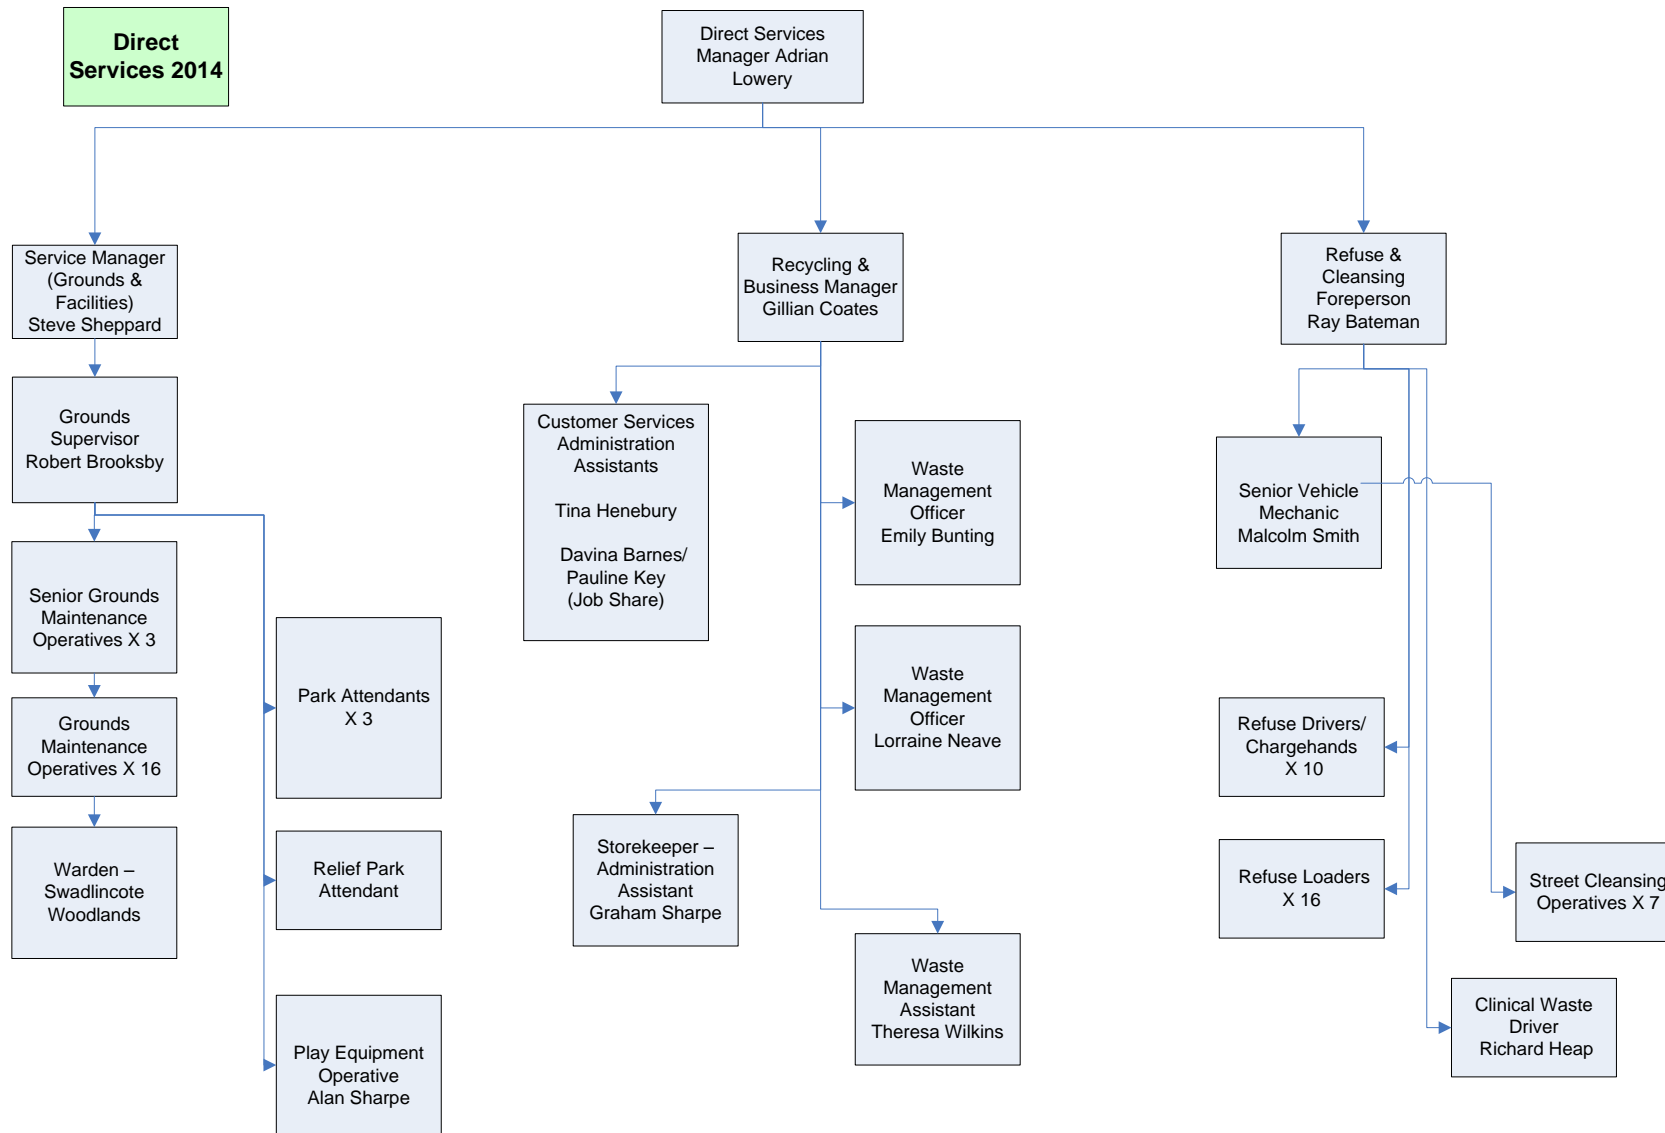 Direct
Services 2014
Direct Services
Manager Adrian
Lowery
Service Manager
(Grounds &
Facilities)
Steve Sheppard
Recycling &
Business Manager
Gillian Coates
Refuse &
Cleansing
Foreperson
Ray Bateman
Grounds
Supervisor
Robert Brooksby
Customer Services
Administration
Assistants
Tina Henebury
Davina Barnes/
Pauline Key
(Job Share)
Waste
Management
Officer
Emily Bunting
Senior Vehicle
Mechanic
Malcolm Smith
Senior Grounds
Maintenance
Operatives X 3
Park Attendants
X 3
Waste
Management
Officer
Lorraine Neave
Grounds
Maintenance
Operatives X 16
Refuse Drivers/
Chargehands
X 10
Warden –
Swadlincote
Woodlands
Relief Park
Attendant
Storekeeper –
Administration
Assistant
Graham Sharpe
Refuse Loaders
X 16
Street Cleansing
Operatives X 7
Waste
Management
Assistant
Theresa Wilkins
Clinical Waste
Driver
Richard Heap
Play Equipment
Operative
Alan Sharpe